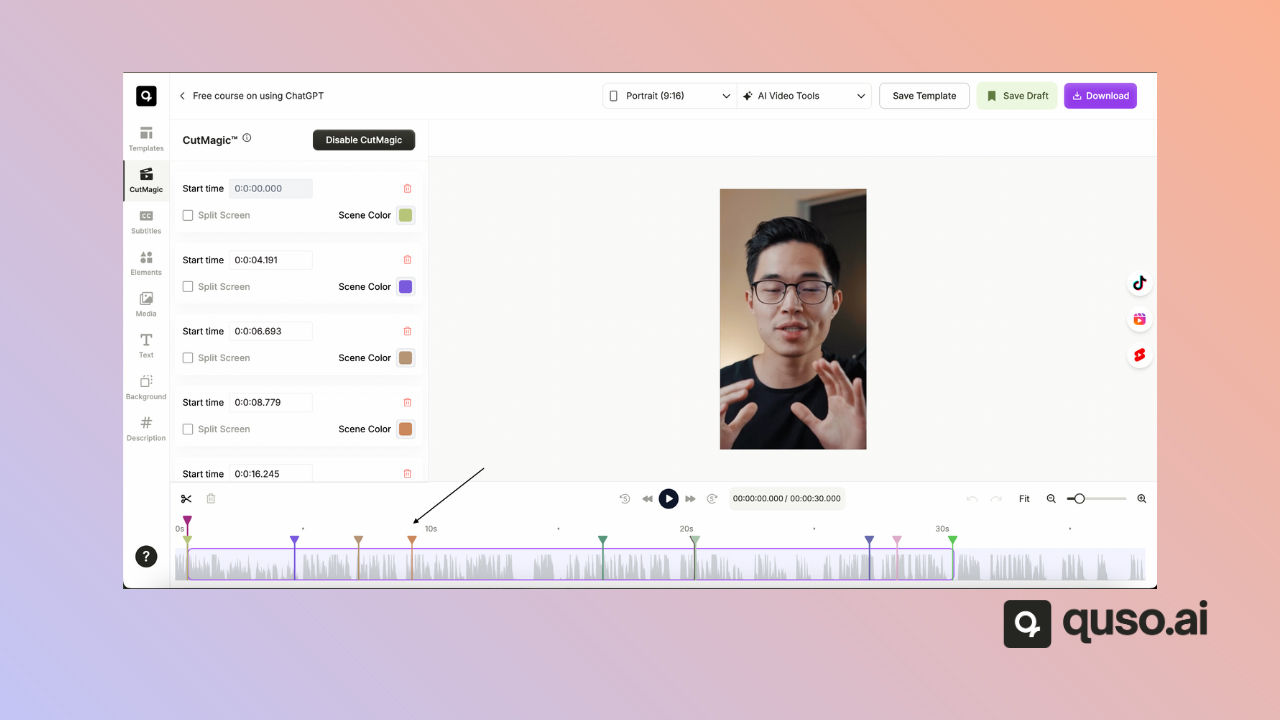 Free course on using ChatGPT
Portrait (9:16)
AI Video Tools
Save Template
Save Draft
Download
Templates
CutMagic
Subtitles
Elements
Media
Text
Background
Description
CutMagic™
Disable CutMagic
Start time 0:0:00.000
Split Screen Scene Color
Start time 0:0:04.191
Split Screen Scene Color
Start time 0:0:06.693
Split Screen Scene Color
Start time 0:0:08.779
Split Screen Scene Color
Start time 0:0:16.245
5 5 00:00:00.000 / 00:00:30.000 Fit
0s 10s 20s 30s
?
quso.ai